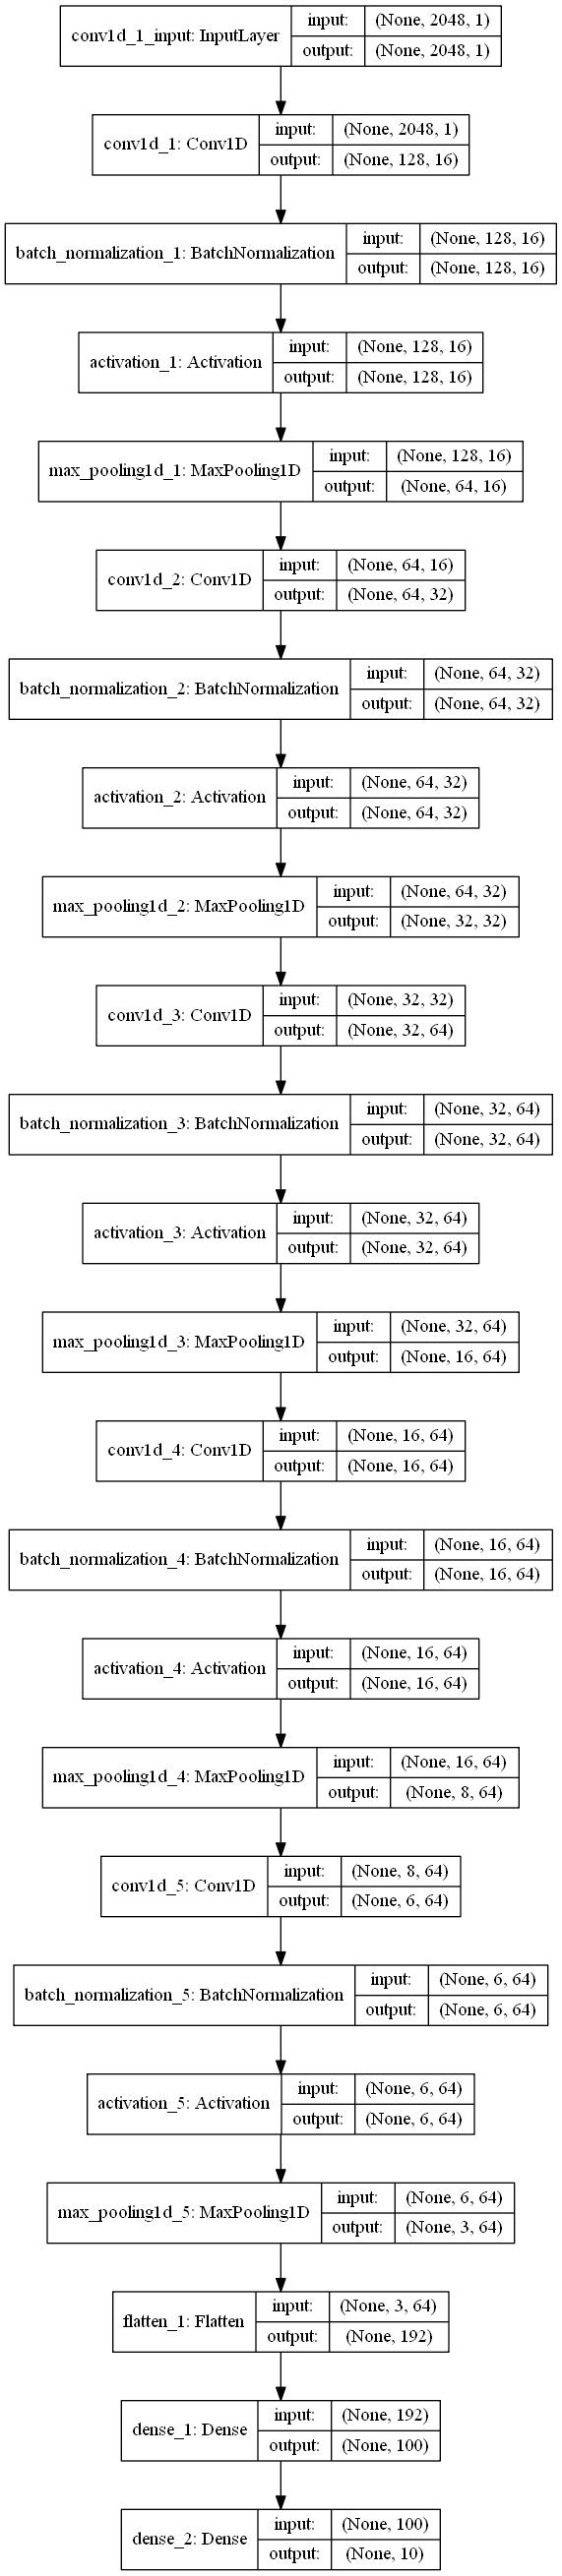 conv1d_1_input: InputLayer
input: (None, 2048, 1)
output: (None, 2048, 1)
conv1d_1: Conv1D
input: (None, 2048, 1)
output: (None, 128, 16)
batch_normalization_1: BatchNormalization
input: (None, 128, 16)
output: (None, 128, 16)
activation_1: Activation
input: (None, 128, 16)
output: (None, 128, 16)
max_pooling1d_1: MaxPooling1D
input: (None, 128, 16)
output: (None, 64, 16)
conv1d_2: Conv1D
input: (None, 64, 16)
output: (None, 64, 32)
batch_normalization_2: BatchNormalization
input: (None, 64, 32)
output: (None, 64, 32)
activation_2: Activation
input: (None, 64, 32)
output: (None, 64, 32)
max_pooling1d_2: MaxPooling1D
input: (None, 64, 32)
output: (None, 32, 32)
conv1d_3: Conv1D
input: (None, 32, 32)
output: (None, 32, 64)
batch_normalization_3: BatchNormalization
input: (None, 32, 64)
output: (None, 32, 64)
activation_3: Activation
input: (None, 32, 64)
output: (None, 32, 64)
max_pooling1d_3: MaxPooling1D
input: (None, 32, 64)
output: (None, 16, 64)
conv1d_4: Conv1D
input: (None, 16, 64)
output: (None, 16, 64)
batch_normalization_4: BatchNormalization
input: (None, 16, 64)
output: (None, 16, 64)
activation_4: Activation
input: (None, 16, 64)
output: (None, 16, 64)
max_pooling1d_4: MaxPooling1D
input: (None, 16, 64)
output: (None, 8, 64)
conv1d_5: Conv1D
input: (None, 8, 64)
output: (None, 6, 64)
batch_normalization_5: BatchNormalization
input: (None, 6, 64)
output: (None, 6, 64)
activation_5: Activation
input: (None, 6, 64)
output: (None, 6, 64)
max_pooling1d_5: MaxPooling1D
input: (None, 6, 64)
output: (None, 3, 64)
flatten_1: Flatten
input: (None, 3, 64)
output: (None, 192)
dense_1: Dense
input: (None, 192)
output: (None, 100)
dense_2: Dense
input: (None, 100)
output: (None, 10)